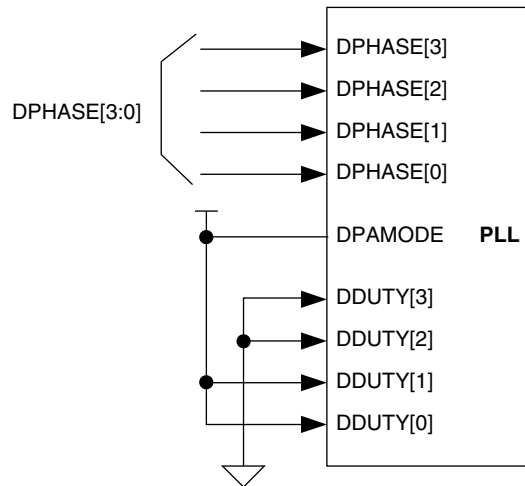 DPHASE[3]
DPHASE[2]
DPHASE[3:0]
DPHASE[1]
DPHASE[0]
DPAMODE PLL
DDUTY[3]
DDUTY[2]
DDUTY[1]
DDUTY[0]